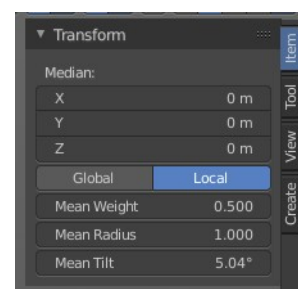 Transform
Median:
X 0 m
Y 0 m
Z 0 m
Global Local
Mean Weight 0.500
Mean Radius 1.000
Mean Tilt 5.04°
Item
Tool
View
Create